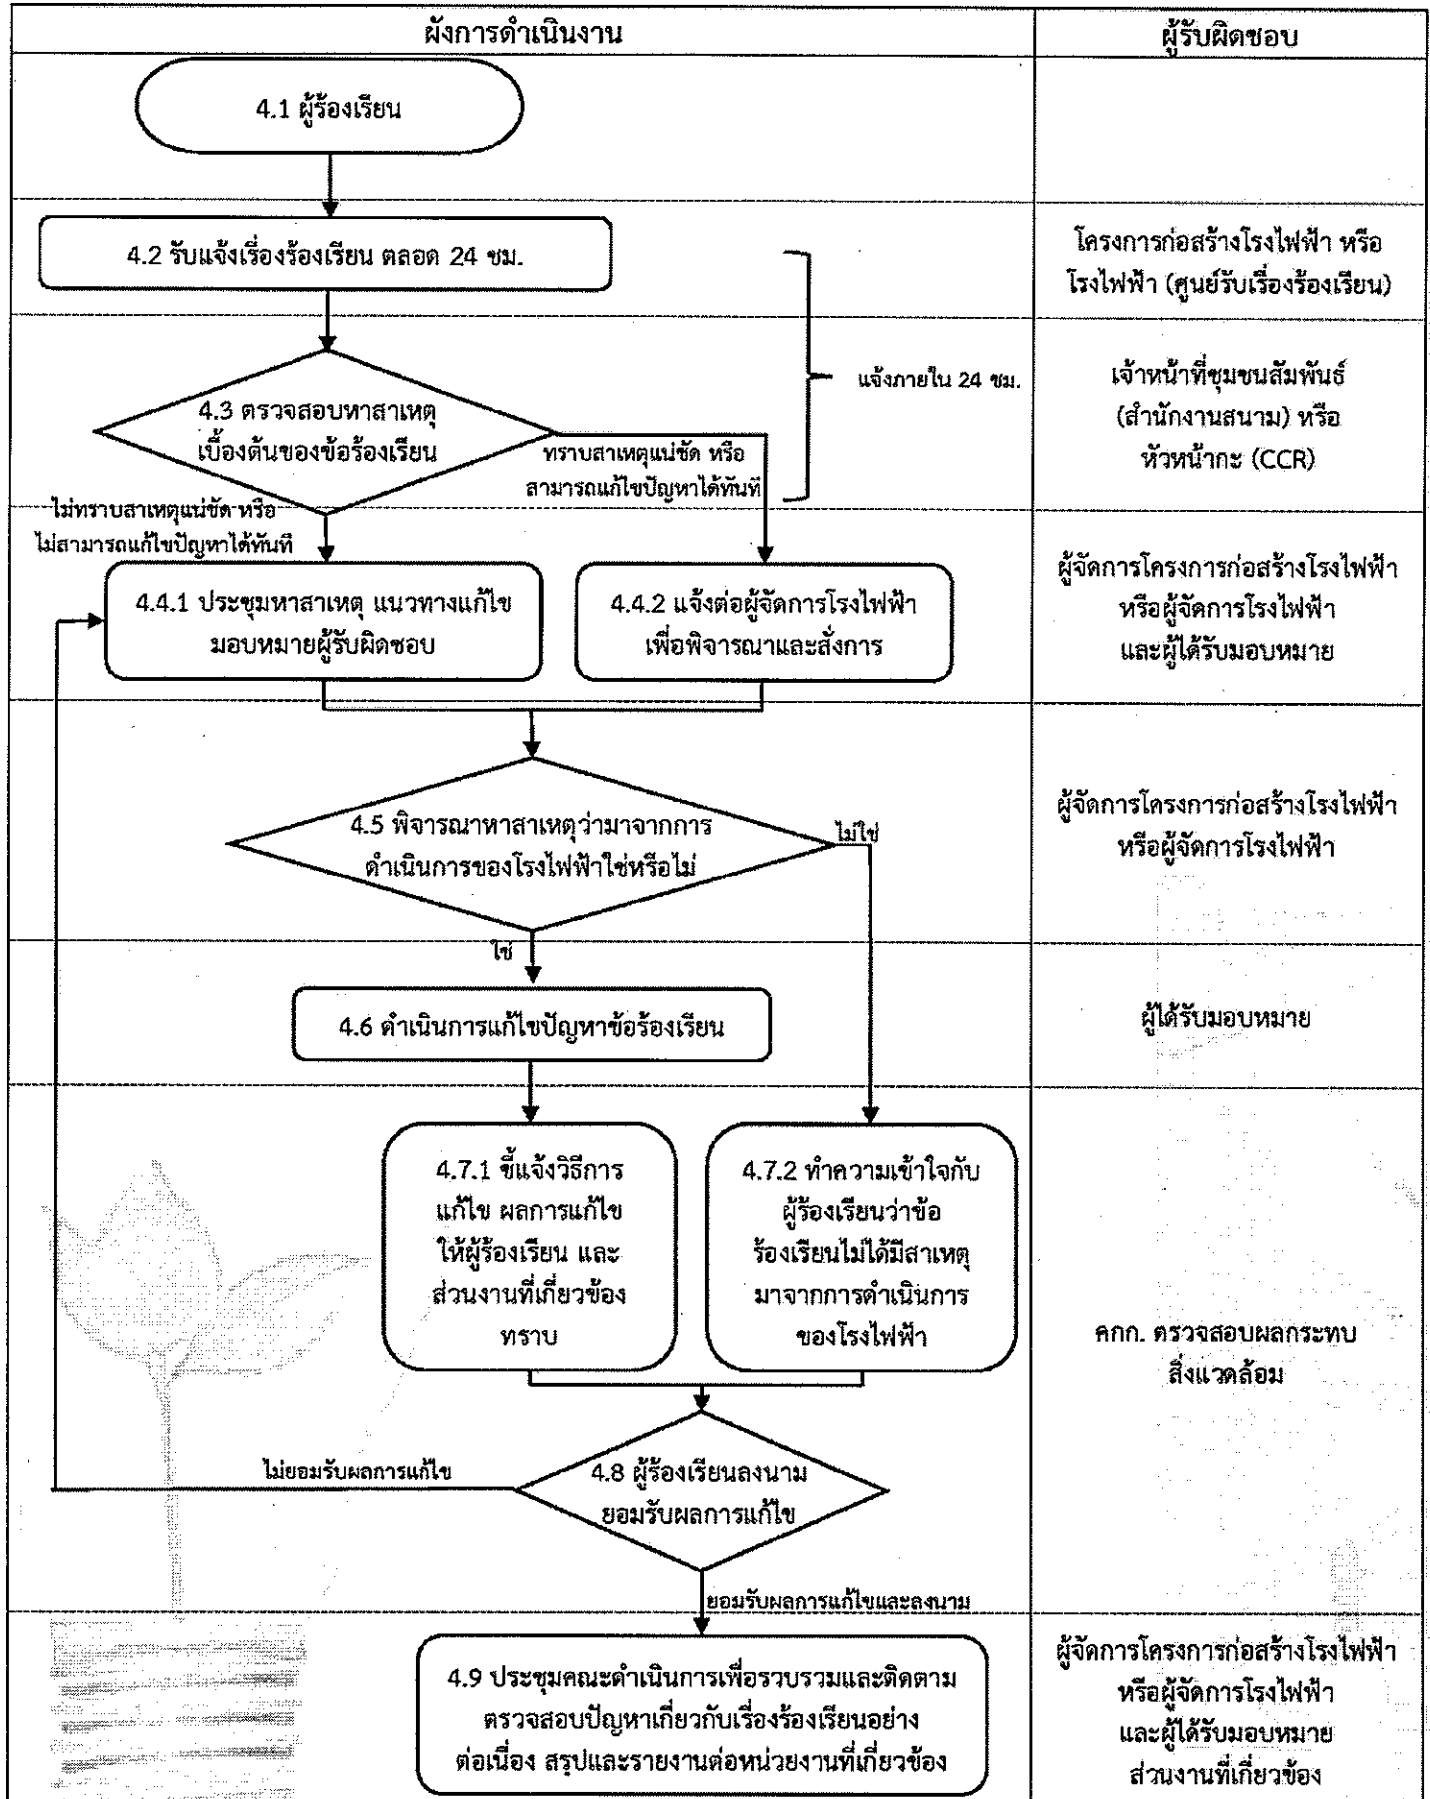 ผังการดำเนินงาน
ผู้รับผิดชอบ
4.1 ผู้ร้องเรียน
4.2 รับแจ้งเรื่องร้องเรียน ตลอด 24 ชม.
โครงการก่อสร้างโรงไฟฟ้า หรือ
โรงไฟฟ้า (ศูนย์รับเรื่องร้องเรียน)
แจ้งภายใน 24 ชม.
4.3 ตรวจสอบหาสาเหตุ
เบื้องต้นของข้อร้องเรียน
เจ้าหน้าที่ชุมชนสัมพันธ์
(สำนักงานสนาม) หรือ
หัวหน้ากะ (CCR)
ทราบสาเหตุแน่ชัด หรือ
สามารถแก้ไขปัญหาได้ทันที
ไม่ทราบสาเหตุแน่ชัด หรือ
ไม่สามารถแก้ไขปัญหาได้ทันที
4.4.1 ประชุมหาสาเหตุ แนวทางแก้ไข
มอบหมายผู้รับผิดชอบ
4.4.2 แจ้งต่อผู้จัดการโรงไฟฟ้า
เพื่อพิจารณาและสั่งการ
ผู้จัดการโครงการก่อสร้างโรงไฟฟ้า
หรือผู้จัดการโรงไฟฟ้า
และผู้ได้รับมอบหมาย
4.5 พิจารณาหาสาเหตุว่ามาจากการ
ดำเนินการของโรงไฟฟ้าใช่หรือไม่
ไม่ใช่
ผู้จัดการโครงการก่อสร้างโรงไฟฟ้า
หรือผู้จัดการโรงไฟฟ้า
ใช่
4.6 ดำเนินการแก้ไขปัญหาข้อร้องเรียน
ผู้ได้รับมอบหมาย
4.7.1 ชี้แจงวิธีการ
แก้ไข ผลการแก้ไข
ให้ผู้ร้องเรียน และ
ส่วนงานที่เกี่ยวข้อง
ทราบ
4.7.2 ทำความเข้าใจกับ
ผู้ร้องเรียนว่าข้อ
ร้องเรียนไม่ได้มีสาเหตุ
มาจากการดำเนินการ
ของโรงไฟฟ้า
คกก. ตรวจสอบผลกระทบ
สิ่งแวดล้อม
ไม่ยอมรับผลการแก้ไข
4.8 ผู้ร้องเรียนลงนาม
ยอมรับผลการแก้ไข
ยอมรับผลการแก้ไขและลงนาม
4.9 ประชุมคณะดำเนินการเพื่อรวบรวมและติดตาม
ตรวจสอบปัญหาเกี่ยวกับเรื่องร้องเรียนอย่าง
ต่อเนื่อง สรุปและรายงานต่อหน่วยงานที่เกี่ยวข้อง
ผู้จัดการโครงการก่อสร้างโรงไฟฟ้า
หรือผู้จัดการโรงไฟฟ้า
และผู้ได้รับมอบหมาย
ส่วนงานที่เกี่ยวข้อง